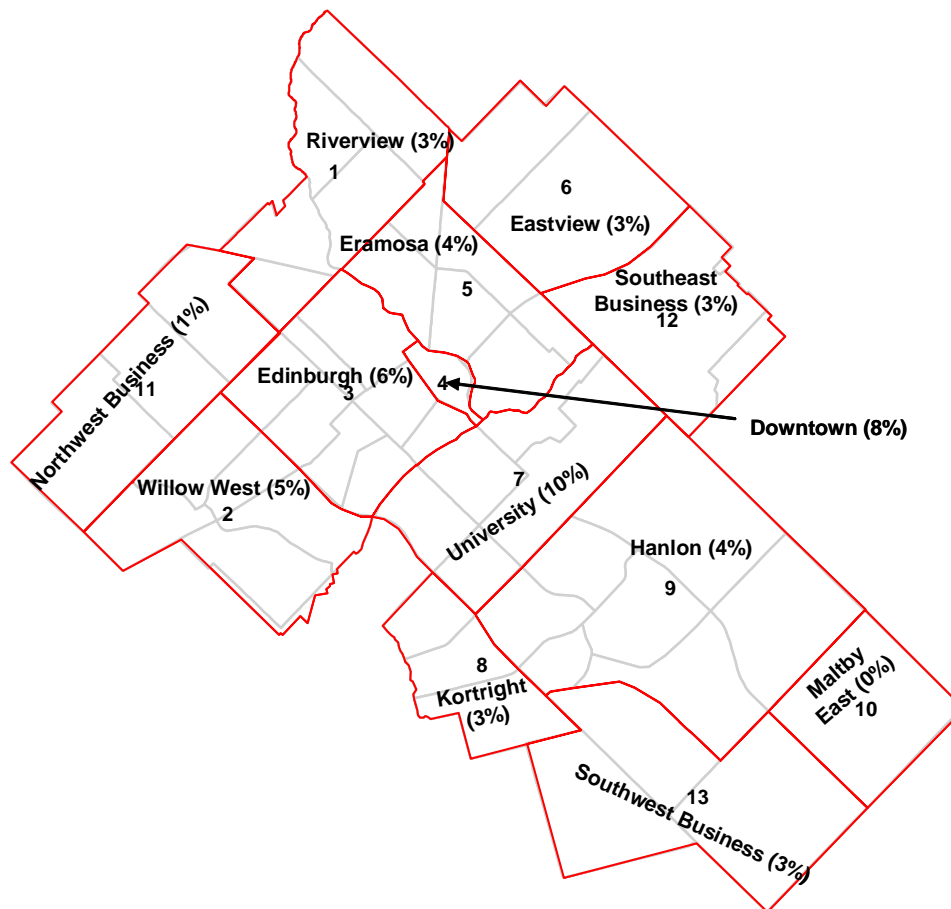 Riverview (3%)
1
6
Eastview (3%)
Eramosa (4%)
5
Southeast
Business (3%)
12
Northwest Business (1%)
11
Edinburgh (6%)
3
4
Downtown (8%)
Willow West (5%)
2
7
University (10%)
Hanlon (4%)
9
8
Kortright
(3%)
Maltby
East (0%)
10
13
Southwest Business (3%)